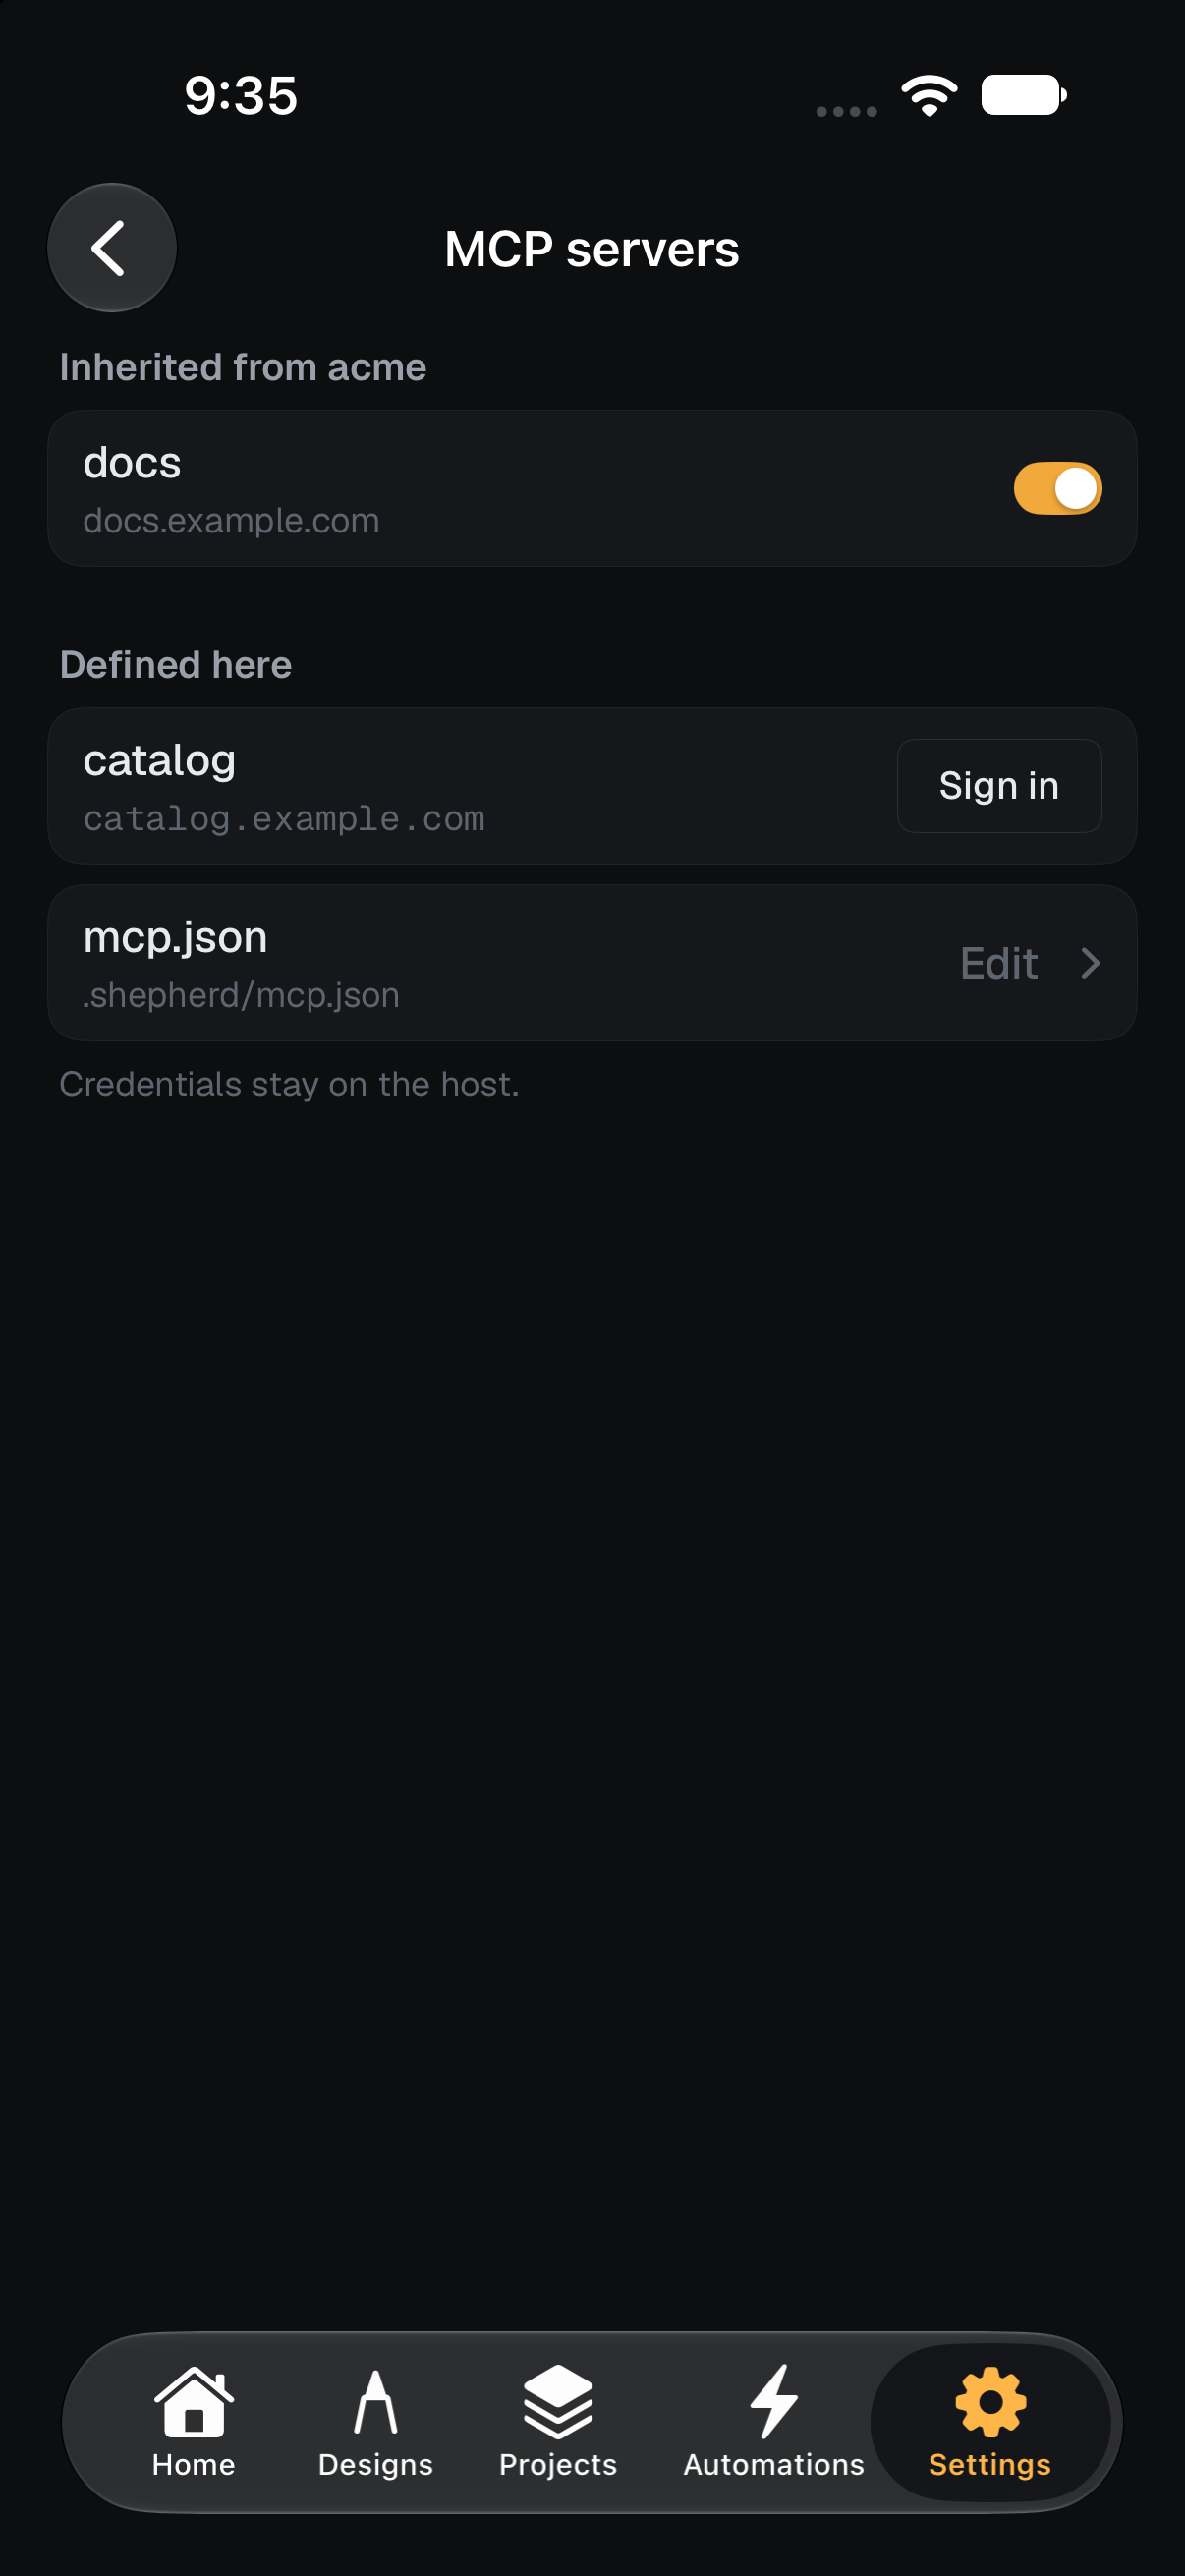 9:35
MCP servers
Inherited from acme
docs
docs.example.com
Defined here
catalog
catalog.example.com
Sign in
mcp.json
.shepherd/mcp.json
Edit
Credentials stay on the host.
Home
Designs
Projects
Automations
Settings